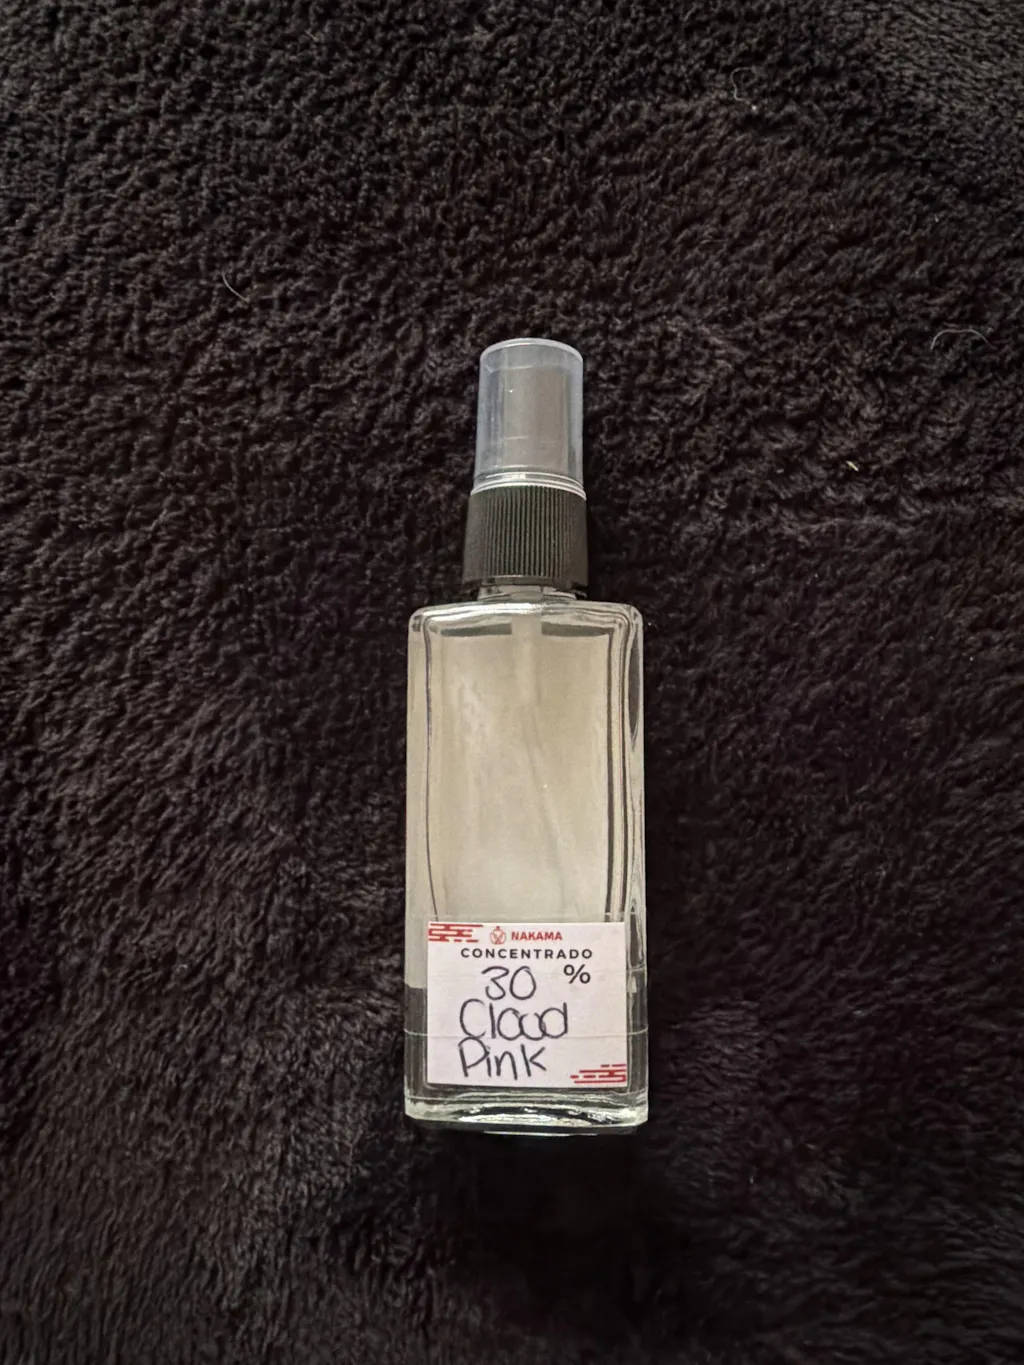 NAKAMA
CONCENTRADO
30 %
Cloud
Pink